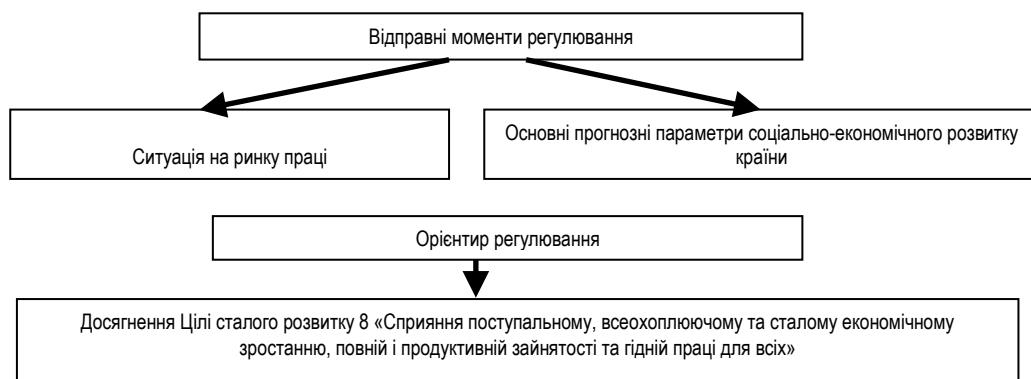 Відправні моменти регулювання
Ситуація на ринку праці
Основні прогнозні параметри соціально-економічного розвитку
країни
Орієнтир регулювання
Досягнення Цілі сталого розвитку 8 «Сприяння поступальному, всеохоплюючому та сталому економічному
зростанню, повній і продуктивній зайнятості та гідній праці для всіх»